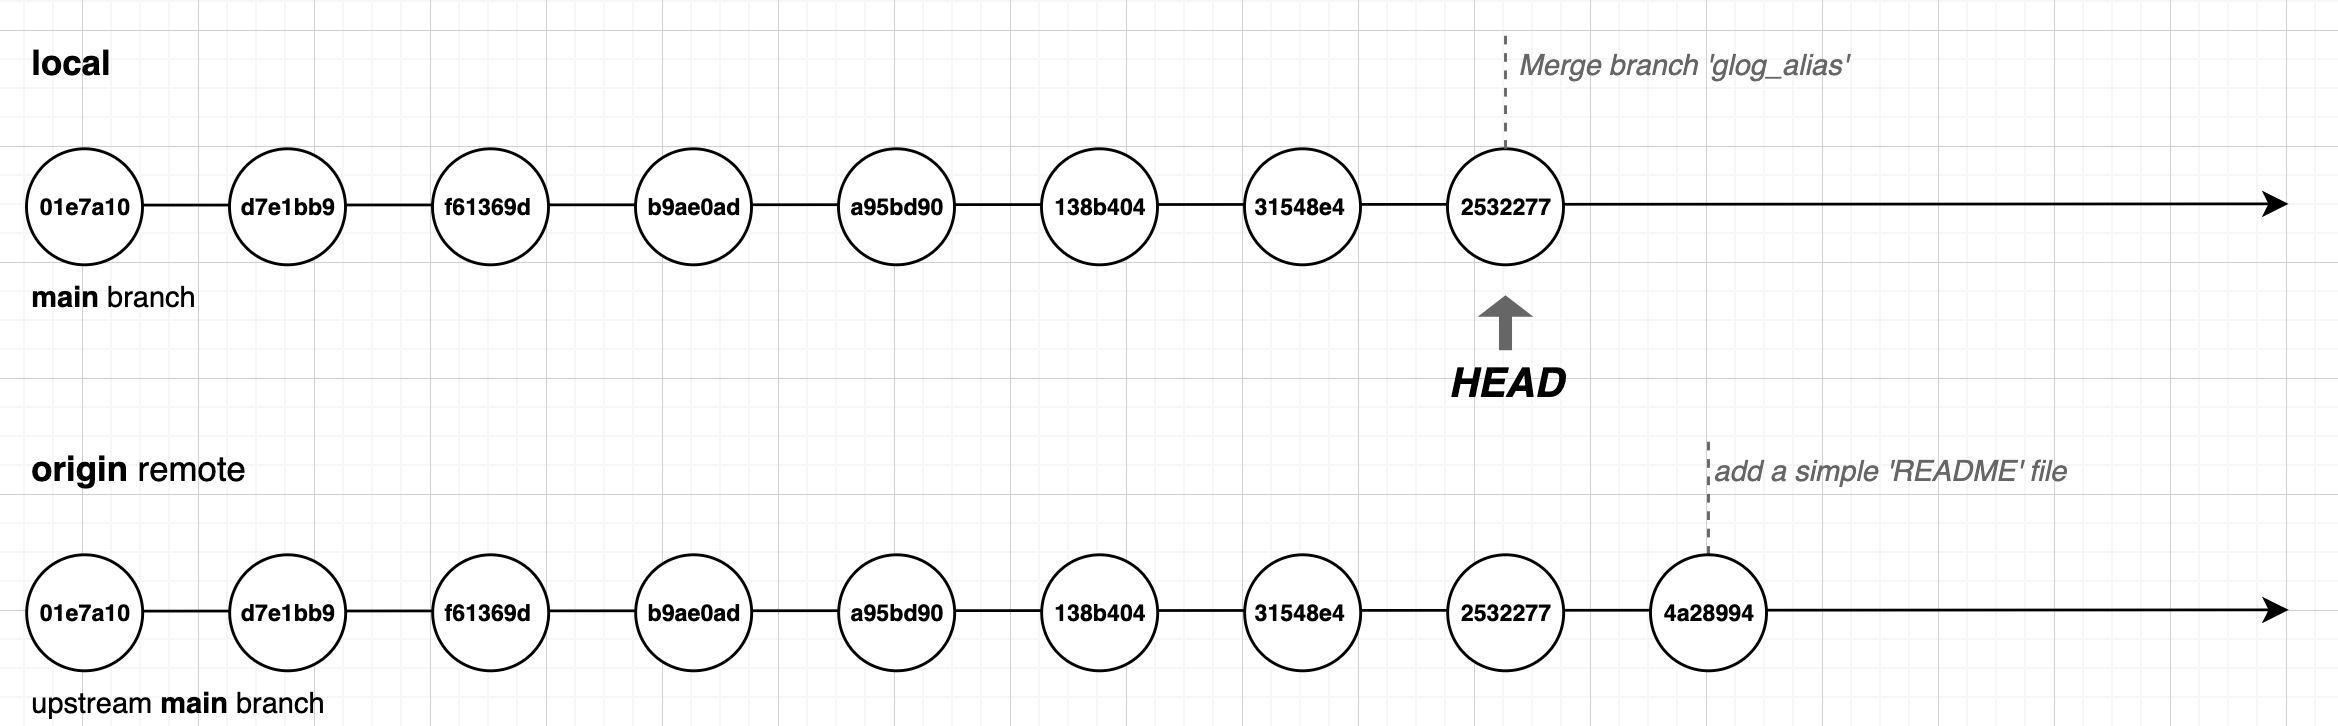 local
Merge branch 'glog_alias'
01e7a10 d7e1bb9 f61369d b9ae0ad a95bd90 138b404 31548e4 2532277
main branch
HEAD
origin remote
add a simple 'README' file
01e7a10 d7e1bb9 f61369d b9ae0ad a95bd90 138b404 31548e4 2532277 4a28994
upstream main branch